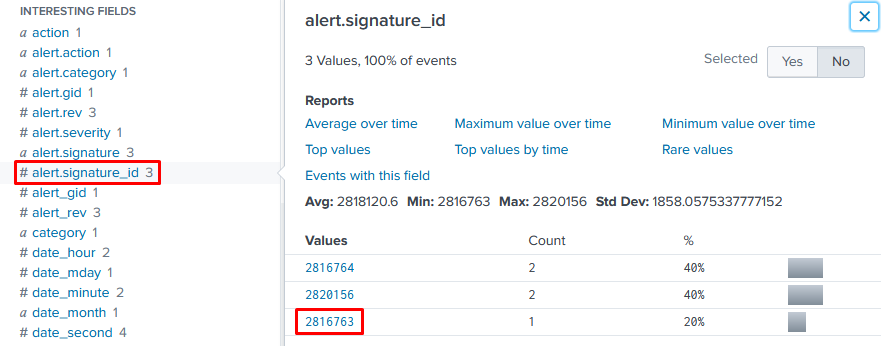 INTERESTING FIELDS
a action 1
a alert.action 1
a alert.category 1
# alert.gid 1
# alert.rev 3
# alert.severity 1
a alert.signature 3
# alert.signature_id 3
# alert_gid 1
# alert_rev 3
a category 1
# date_hour 2
# date_mday 1
# date_minute 2
a date_month 1
# date_second 4
alert.signature_id
3 Values, 100% of events
Selected Yes No
Reports
Average over time Maximum value over time Minimum value over time
Top values Top values by time Rare values
Events with this field
Avg: 2818120.6 Min: 2816763 Max: 2820156 Std Dev: 1858.0575337777152
Values Count %
2816764 2 40%
2820156 2 40%
2816763 1 20%